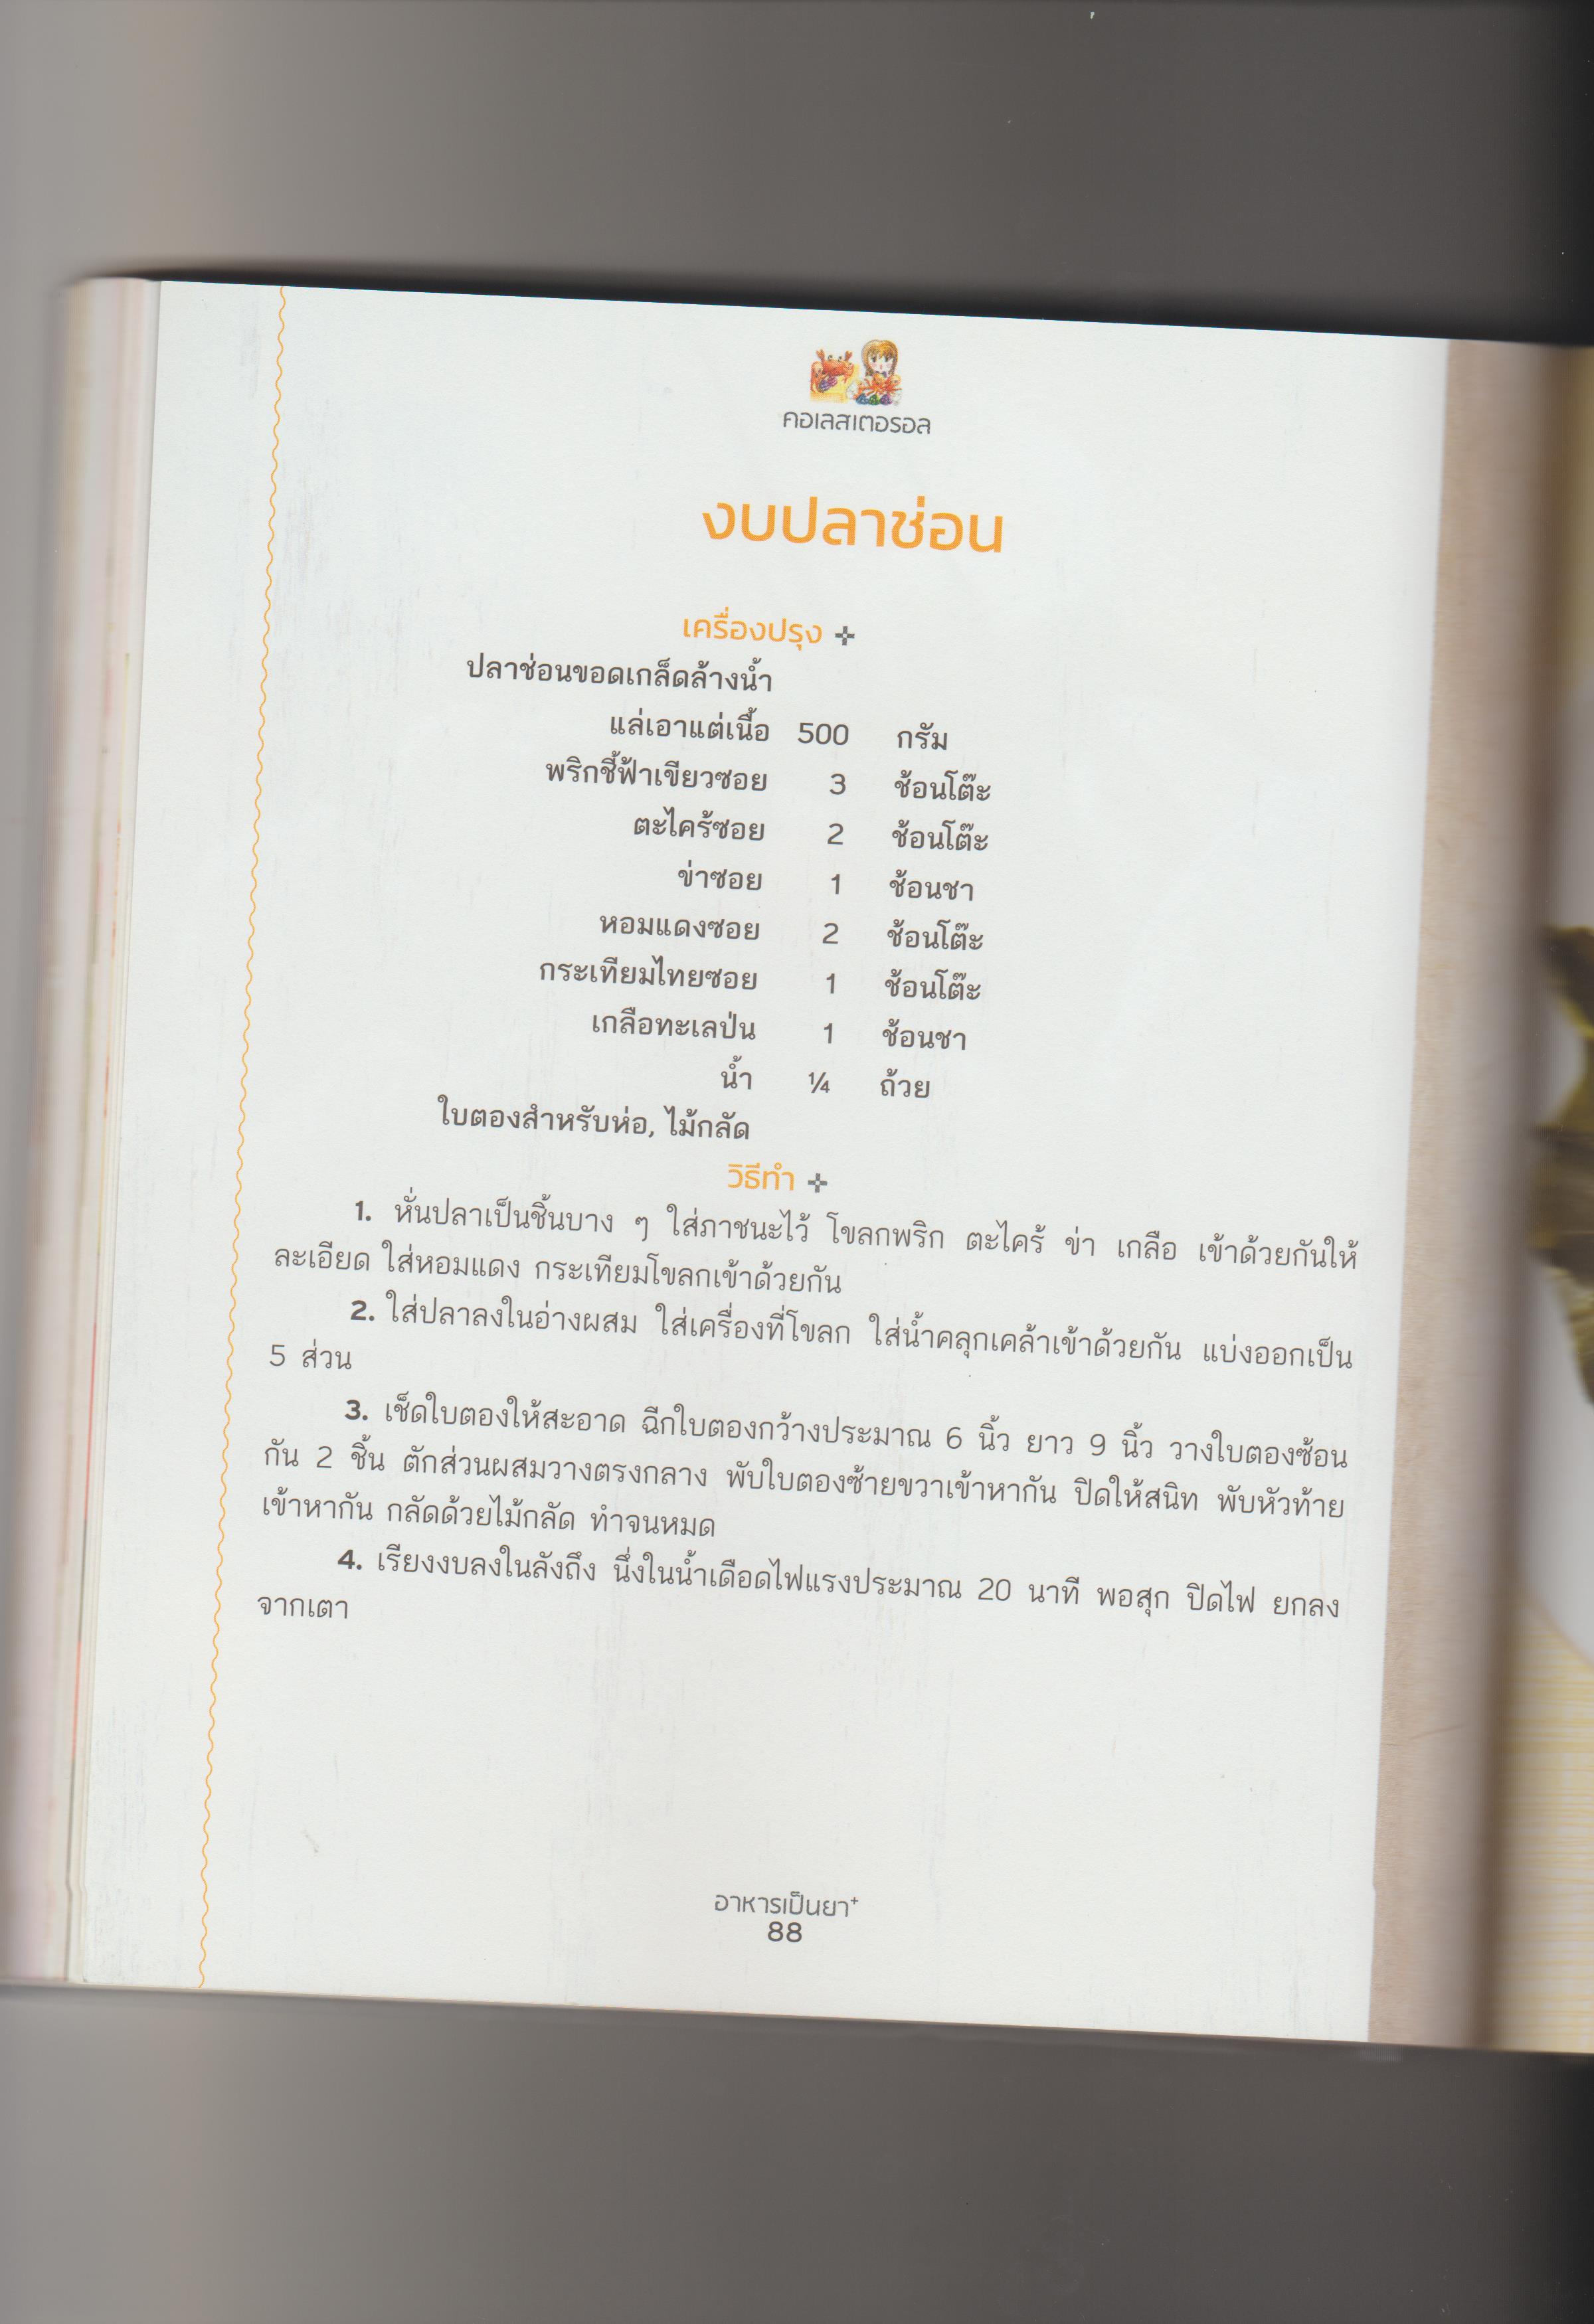 คอเลสเตอรอล
งบปลาช่อน
เครื่องปรุง
ปลาช่อนขอดเกล็ดล้างน้ำ
แล่เอาแต่เนื้อ 500 กรัม
พริกชี้ฟ้าเขียวซอย 3 ช้อนโต๊ะ
ตะไคร้ซอย 2 ช้อนโต๊ะ
ข่าซอย 1 ช้อนชา
หอมแดงซอย 2 ช้อนโต๊ะ
กระเทียมไทยซอย 1 ช้อนโต๊ะ
เกลือทะเลป่น 1 ช้อนชา
น้ำ ¼ ถ้วย
ใบตองสำหรับห่อ, ไม้กลัด
วิธีทำ
1. หั่นปลาเป็นชิ้นบาง ๆ ใส่ภาชนะไว้ โขลกพริก ตะไคร้ ข่า เกลือ เข้าด้วยกันให้
ละเอียด ใส่หอมแดง กระเทียมโขลกเข้าด้วยกัน
2. ใส่ปลาลงในอ่างผสม ใส่เครื่องที่โขลก ใส่น้ำคลุกเคล้าเข้าด้วยกัน แบ่งออกเป็น
5 ส่วน
3. เช็ดใบตองให้สะอาด ฉีกใบตองกว้างประมาณ 6 นิ้ว ยาว 9 นิ้ว วางใบตองซ้อน
กัน 2 ชิ้น ตักส่วนผสมวางตรงกลาง พับใบตองซ้ายขวาเข้าหากัน ปิดให้สนิท พับหัวท้าย
เข้าหากัน กลัดด้วยไม้กลัด ทำจนหมด
4. เรียงงบลงในลังถึง นึ่งในน้ำเดือดไฟแรงประมาณ 20 นาที พอสุก ปิดไฟ ยกลง
จากเตา
อาหารเป็นยา+
88